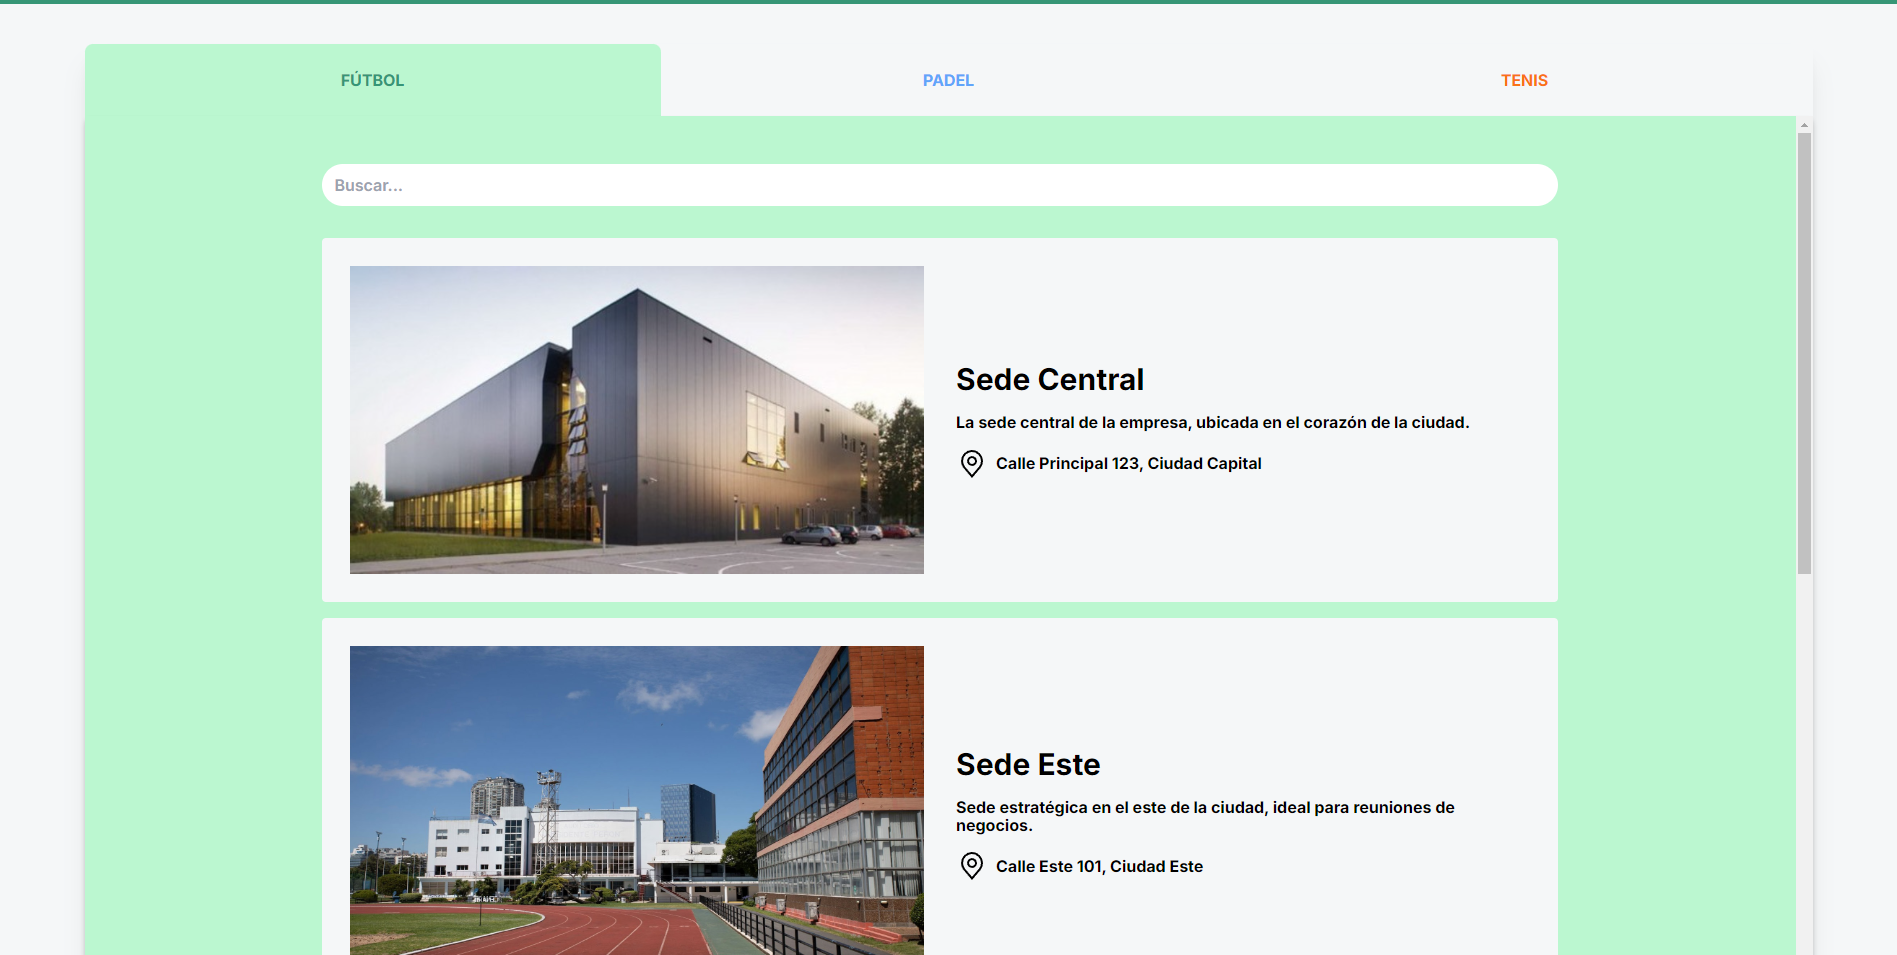 FÚTBOL
PADEL
TENIS
Buscar...
Sede Central
La sede central de la empresa, ubicada en el corazón de la ciudad.
Calle Principal 123, Ciudad Capital
Sede Este
Sede estratégica en el este de la ciudad, ideal para reuniones de
negocios.
Calle Este 101, Ciudad Este